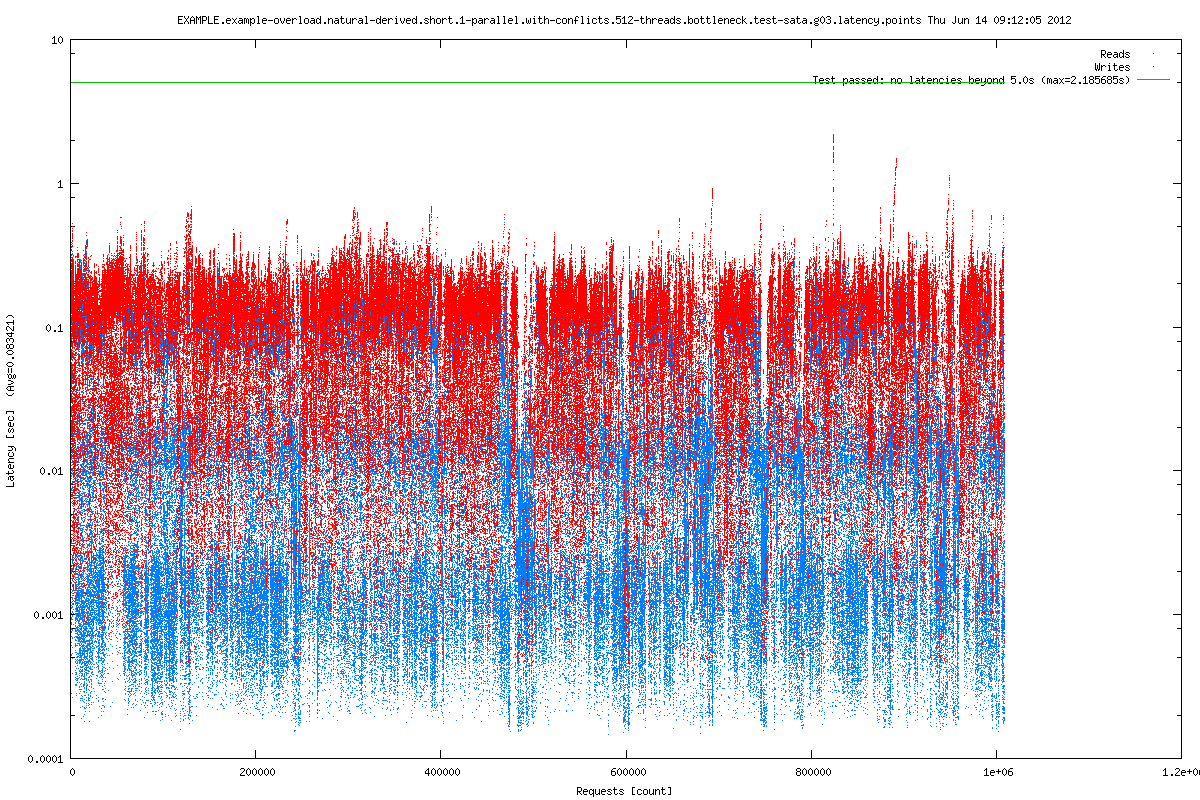 EXAMPLE.example-overload.natural-derived.short.1-parallel.with-conflicts.512-threads.bottleneck.test-sata.g03.latency.points Thu Jun 14 09:12:05 2012
10
Reads
Writes
Test passed: no latencies beyond 5.0s (max=2.185685s)
1
0.1
Latency [sec] (Avg=0.083421)
0.01
0.001
0.0001
0 200000 400000 600000 800000 1e+06 1.2e+0
Requests [count]